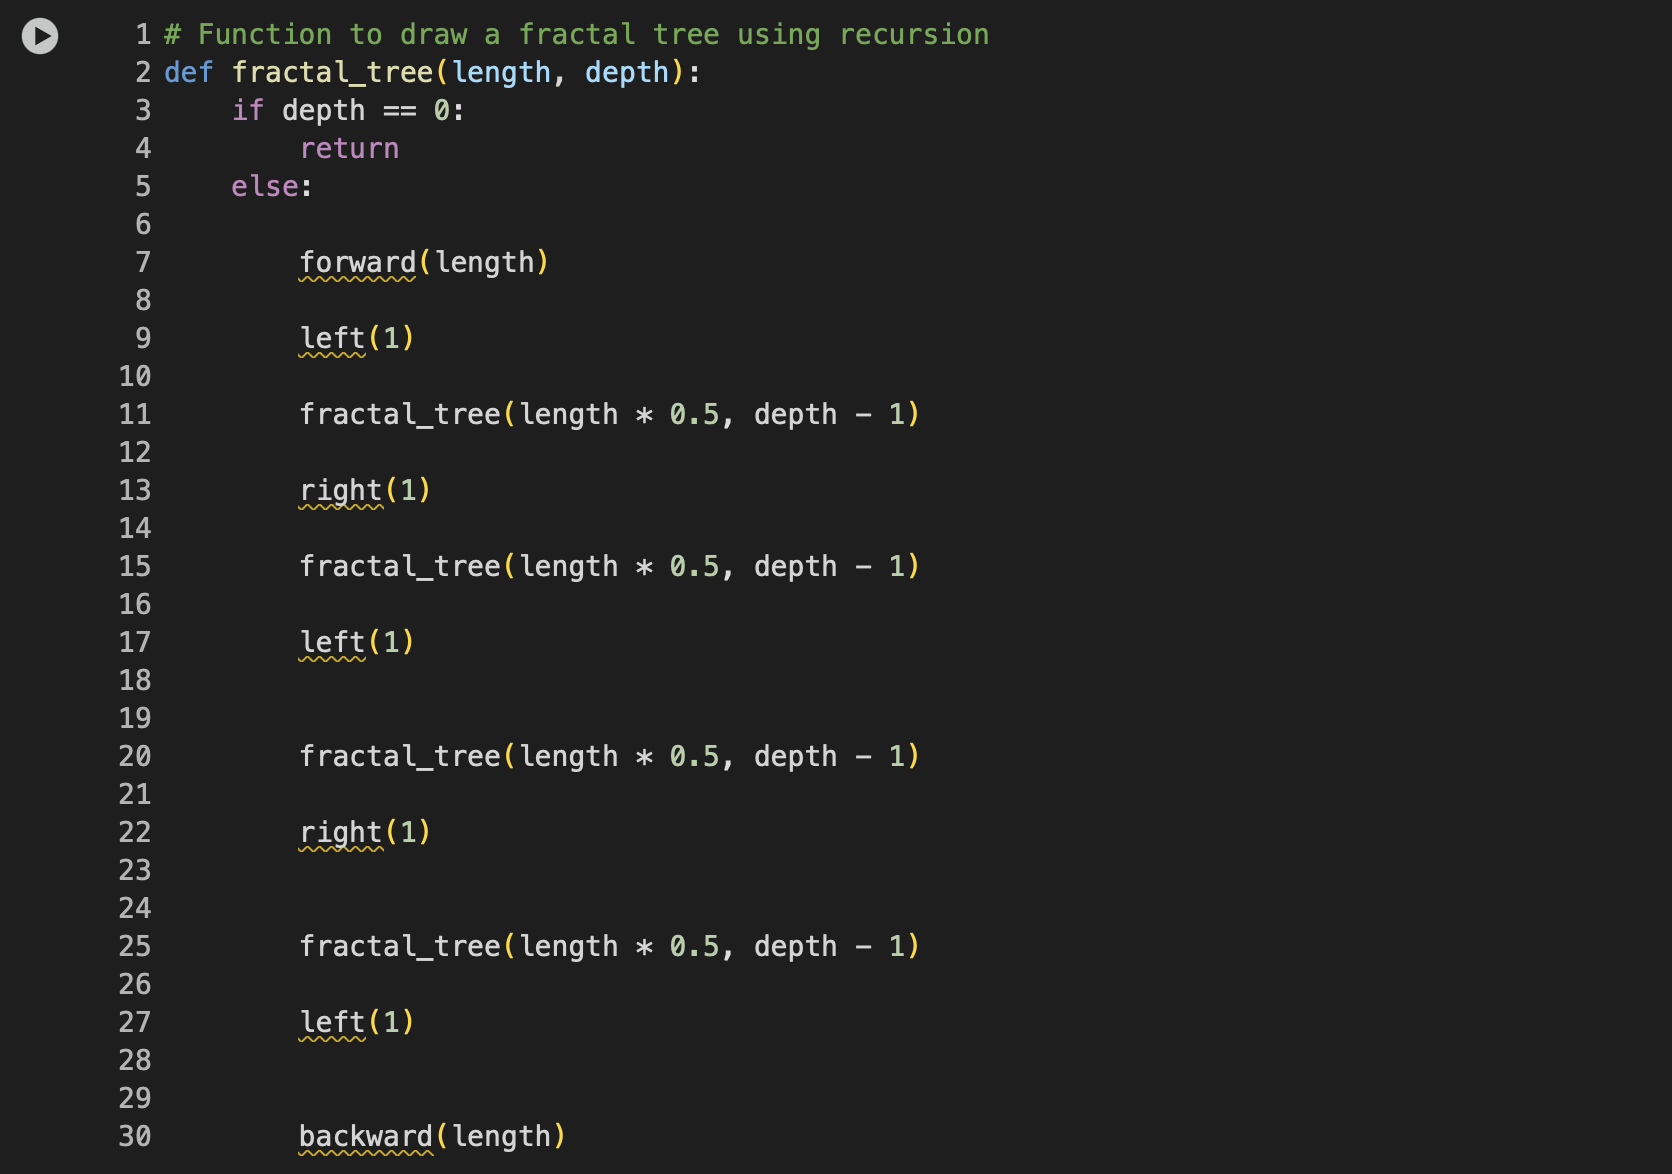 1 # Function to draw a fractal tree using recursion
2 def fractal_tree(length, depth):
3     if depth == 0:
4         return
5     else:
6
7         forward(length)
8
9         left(1)
10
11         fractal_tree(length * 0.5, depth - 1)
12
13         right(1)
14
15         fractal_tree(length * 0.5, depth - 1)
16
17         left(1)
18
19
20         fractal_tree(length * 0.5, depth - 1)
21
22         right(1)
23
24
25         fractal_tree(length * 0.5, depth - 1)
26
27         left(1)
28
29
30         backward(length)